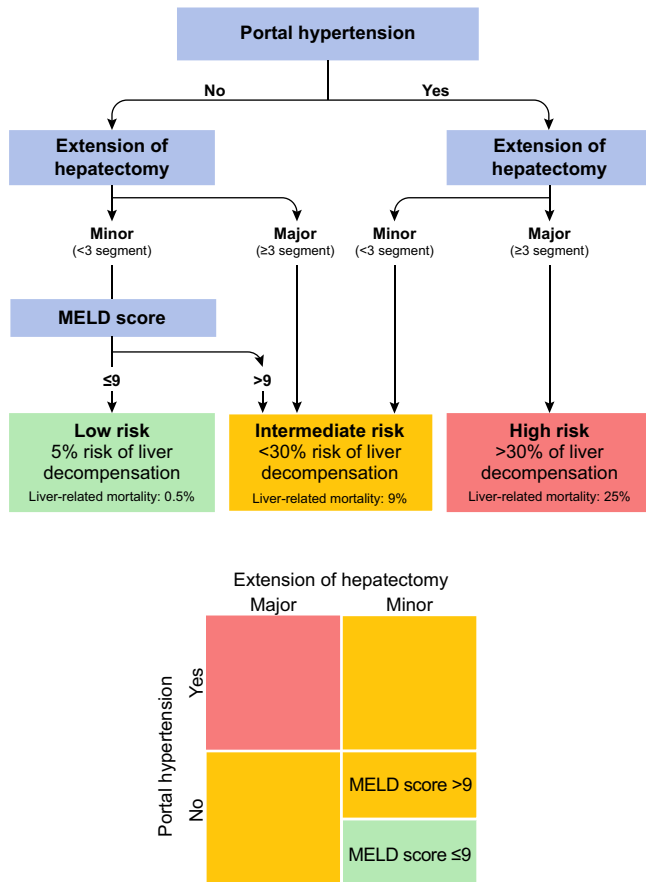 Portal hypertension
No
Yes
Extension of
hepatectomy
Extension of
hepatectomy
Minor
(<3 segment)
Major
(≥3 segment)
Minor
(<3 segment)
Major
(≥3 segment)
MELD score
≤9
>9
Low risk
5% risk of liver
decompensation
Liver-related mortality: 0.5%
Intermediate risk
<30% risk of liver
decompensation
Liver-related mortality: 9%
High risk
>30% of liver
decompensation
Liver-related mortality: 25%
Extension of hepatectomy
Major
Minor
Portal hypertension
Yes
No
MELD score >9
MELD score ≤9